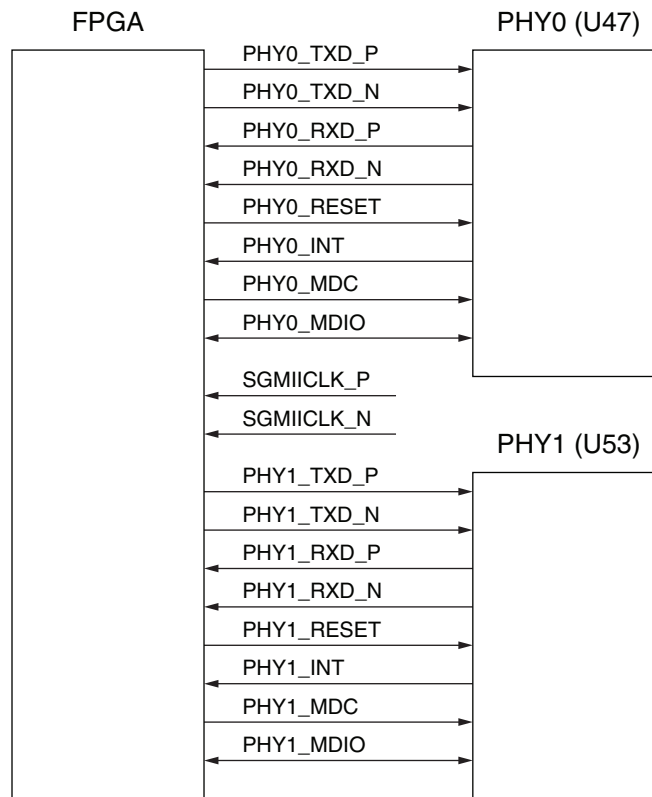 FPGA
PHY0 (U47)
PHY0_TXD_P
PHY0_TXD_N
PHY0_RXD_P
PHY0_RXD_N
PHY0_RESET
PHY0_INT
PHY0_MDC
PHY0_MDIO
SGMIICLK_P
SGMIICLK_N
PHY1 (U53)
PHY1_TXD_P
PHY1_TXD_N
PHY1_RXD_P
PHY1_RXD_N
PHY1_RESET
PHY1_INT
PHY1_MDC
PHY1_MDIO